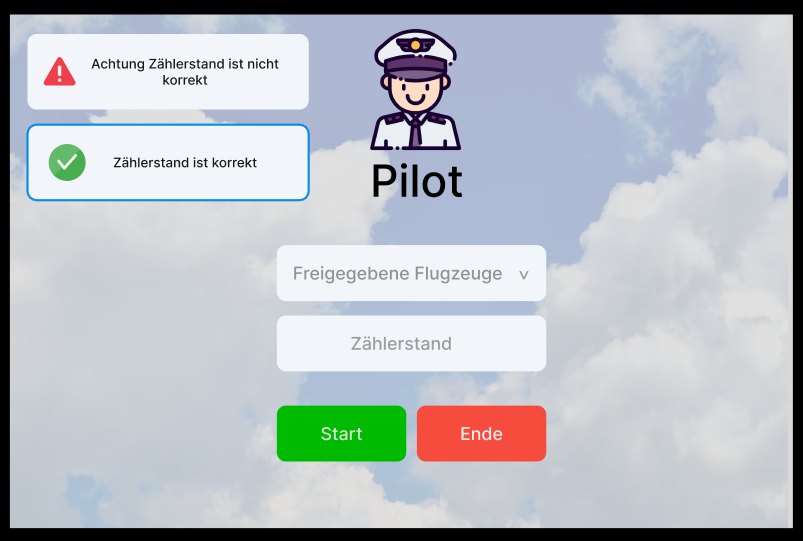 Achtung Zählerstand ist nicht
korrekt
Zählerstand ist korrekt
Pilot
Freigegebene Flugzeuge v
Zählerstand
Start Ende